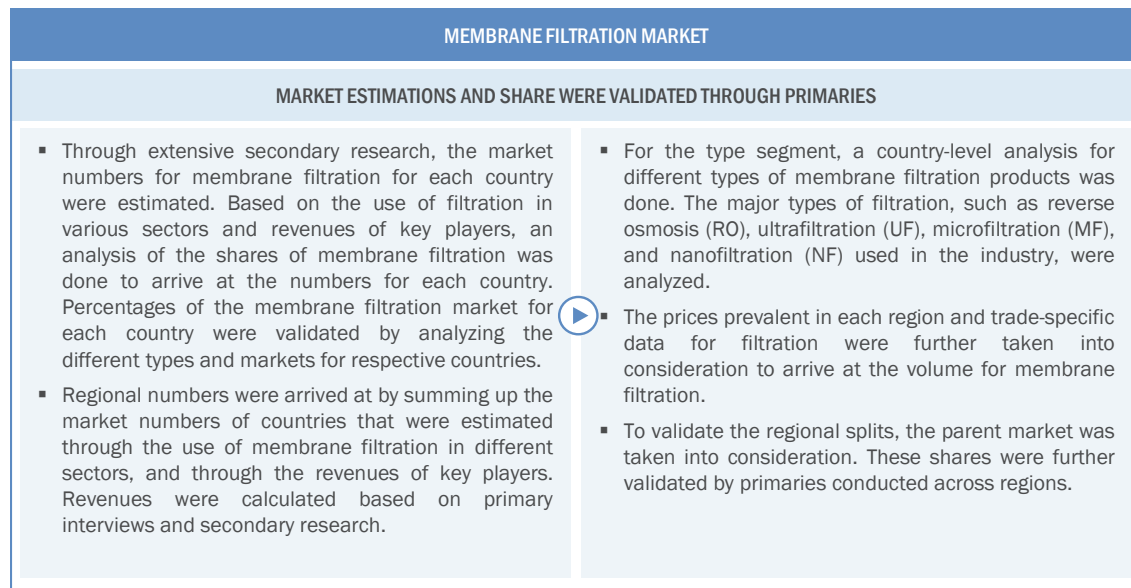 MEMBRANE FILTRATION MARKET
MARKET ESTIMATIONS AND SHARE WERE VALIDATED THROUGH PRIMARIES
▪ Through extensive secondary research, the market
numbers for membrane filtration for each country
were estimated. Based on the use of filtration in
various sectors and revenues of key players, an
analysis of the shares of membrane filtration was
done to arrive at the numbers for each country.
Percentages of the membrane filtration market for
each country were validated by analyzing the
different types and markets for respective countries.
▪ Regional numbers were arrived at by summing up the
market numbers of countries that were estimated
through the use of membrane filtration in different
sectors, and through the revenues of key players.
Revenues were calculated based on primary
interviews and secondary research.
▪ For the type segment, a country-level analysis for
different types of membrane filtration products was
done. The major types of filtration, such as reverse
osmosis (RO), ultrafiltration (UF), microfiltration (MF),
and nanofiltration (NF) used in the industry, were
analyzed.
▪ The prices prevalent in each region and trade-specific
data for filtration were further taken into
consideration to arrive at the volume for membrane
filtration.
▪ To validate the regional splits, the parent market was
taken into consideration. These shares were further
validated by primaries conducted across regions.